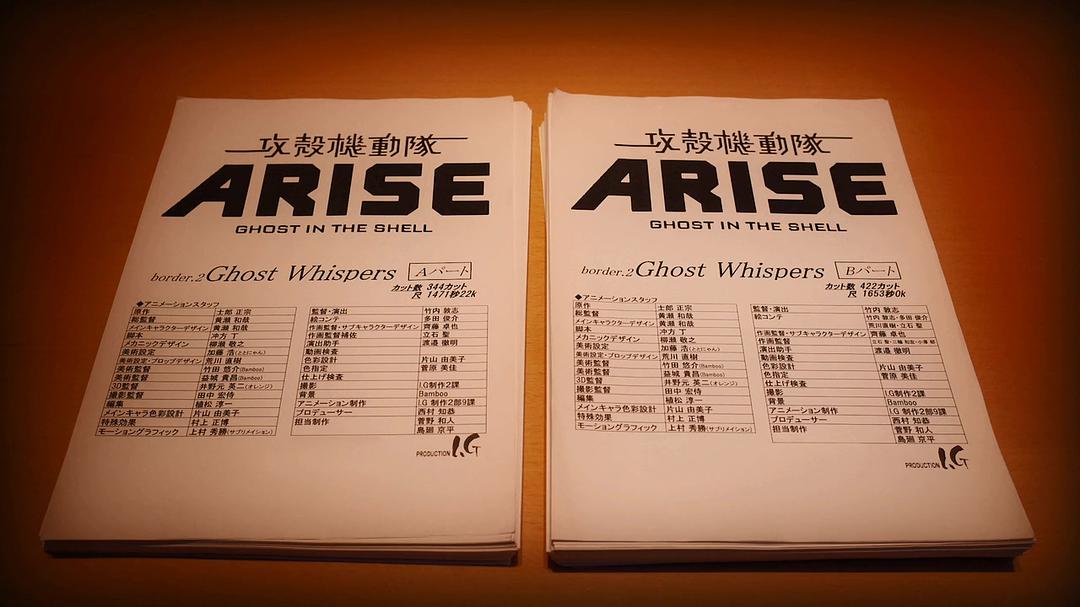 攻殻機動隊
ARISE
GHOST IN THE SHELL
border.2 Ghost Whispers Aパート
カット数 344カット
尺 1471秒22k
◆アニメーションスタッフ
原作 士郎 正宗
総監督 黄瀬 和哉
メインキャラクターデザイン 黄瀬 和哉
脚本 冲方 丁
メカニックデザイン 柳瀬 敬之
美術設定 加藤 浩(ととにゃん)
美術設定・プロップデザイン 荒川 直樹
美術監督 竹田 悠介(Bamboo)
美術監督 益城 貴昌(Bamboo)
3D監督 井野元 英二(オレンジ)
撮影監督 田中 宏侍
編集 植松 淳一
メインキャラ色彩設計 片山 由美子
特殊効果 村上 正博
モーショングラフィック 上村 秀勝(サブリメイション)
監督・演出 竹内 敦志
絵コンテ 多田 俊介
作画監督・サブキャラクターデザイン 齊藤 卓也
作画監督補佐 立石 聖
演出助手 渡邉 徹明
動画検査
色彩設計 片山 由美子
色指定 菅原 美佳
仕上げ検査
撮影 I.G制作2課
背景 Bamboo
アニメーション制作 I.G 制作2部9課
プロデューサー 西村 知恭
担当制作 菅野 和人
島廻 京平
PRODUCTION I.G
攻殻機動隊
ARISE
GHOST IN THE SHELL
border.2 Ghost Whispers Bパート
カット数 422カット
尺 1653秒0k
◆アニメーションスタッフ
原作 士郎 正宗
総監督 黄瀬 和哉
メインキャラクターデザイン 黄瀬 和哉
脚本 冲方 丁
メカニックデザイン 柳瀬 敬之
美術設定 加藤 浩(ととにゃん)
美術設定・プロップデザイン 荒川 直樹
美術監督 竹田 悠介(Bamboo)
美術監督 益城 貴昌(Bamboo)
3D監督 井野元 英二(オレンジ)
撮影監督 田中 宏侍
編集 植松 淳一
メインキャラ色彩設計 片山 由美子
特殊効果 村上 正博
モーショングラフィック 上村 秀勝(サブリメイション)
監督・演出 竹内 敦志
絵コンテ 竹内 敦志・多田 俊介
荒川直樹・立石 聖
作画監督・サブキャラクターデザイン 齊藤 卓也
作画監督
演出助手 渡邉 徹明
動画検査
色彩設計 片山 由美子
色指定 菅原 美佳
仕上げ検査
撮影 I.G制作2課
背景 Bamboo
アニメーション制作 I.G 制作2部9課
プロデューサー 西村 知恭
担当制作 菅野 和人
島廻 京平
PRODUCTION I.G